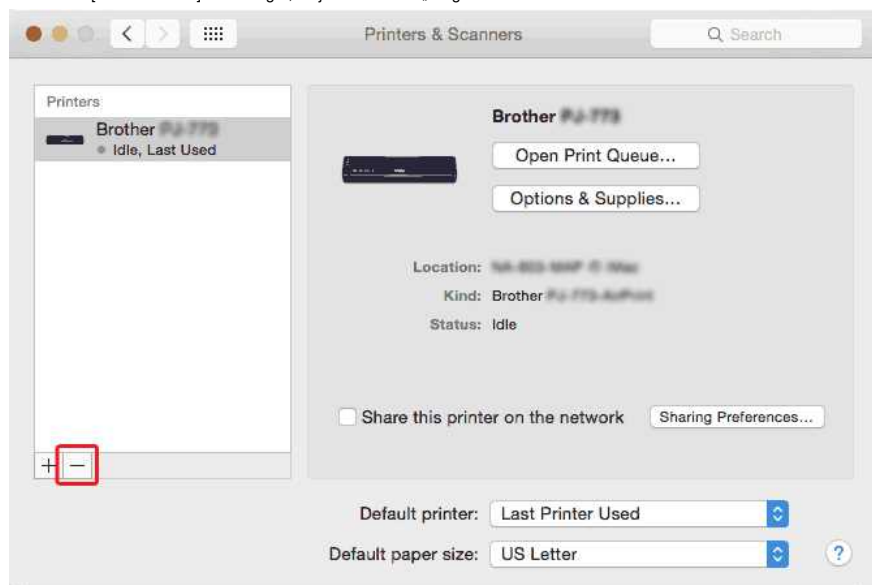 Printers & Scanners
Search
Printers
Brother
Idle, Last Used
+ −
Brother
Open Print Queue...
Options & Supplies...
Location:
Kind: Brother
Status: Idle
Share this printer on the network
Sharing Preferences...
Default printer: Last Printer Used
Default paper size: US Letter
?